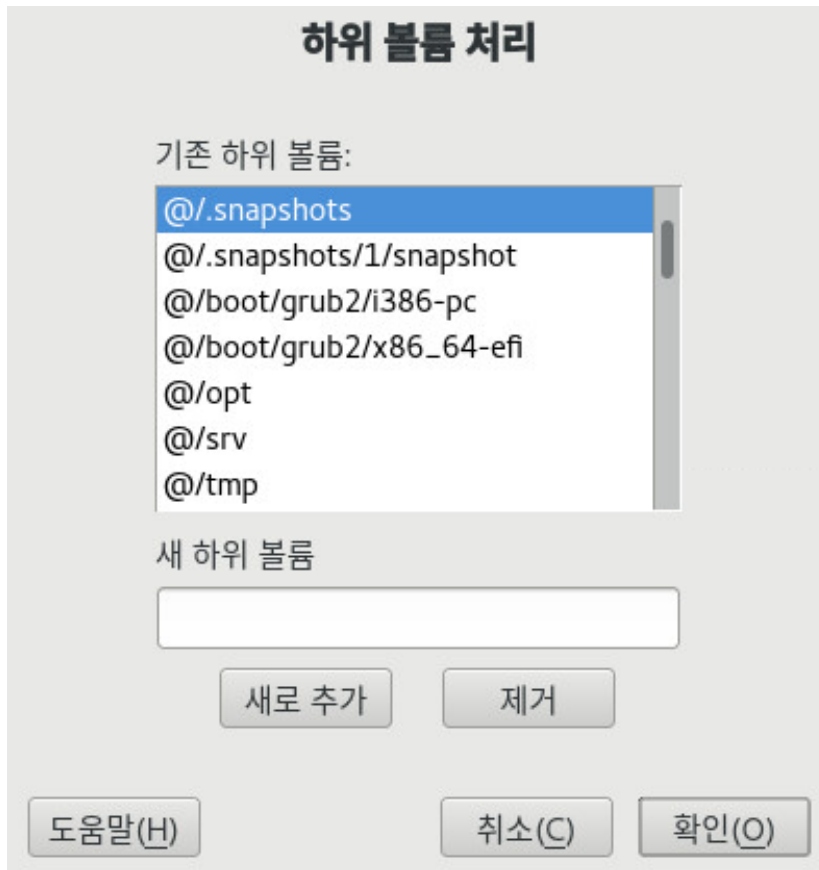 하위 볼륨 처리
기존 하위 볼륨:
@/.snapshots
@/.snapshots/1/snapshot
@/boot/grub2/i386-pc
@/boot/grub2/x86_64-efi
@/opt
@/srv
@/tmp
새 하위 볼륨
새로 추가 제거
도움말(H) 취소(C) 확인(O)